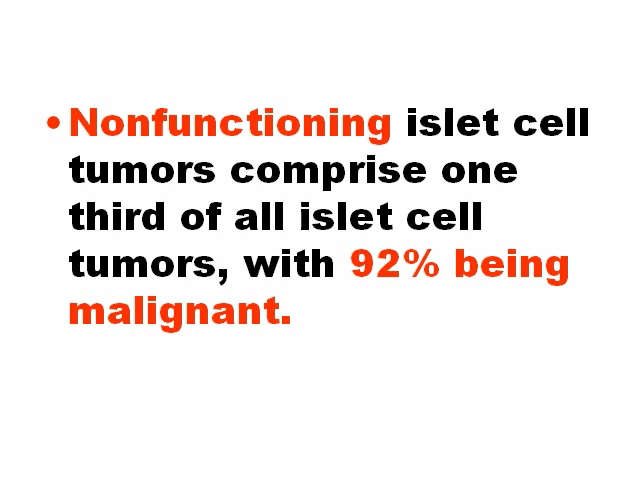 • Nonfunctioning islet cell
tumors comprise one
third of all islet cell
tumors, with 92% being
malignant.